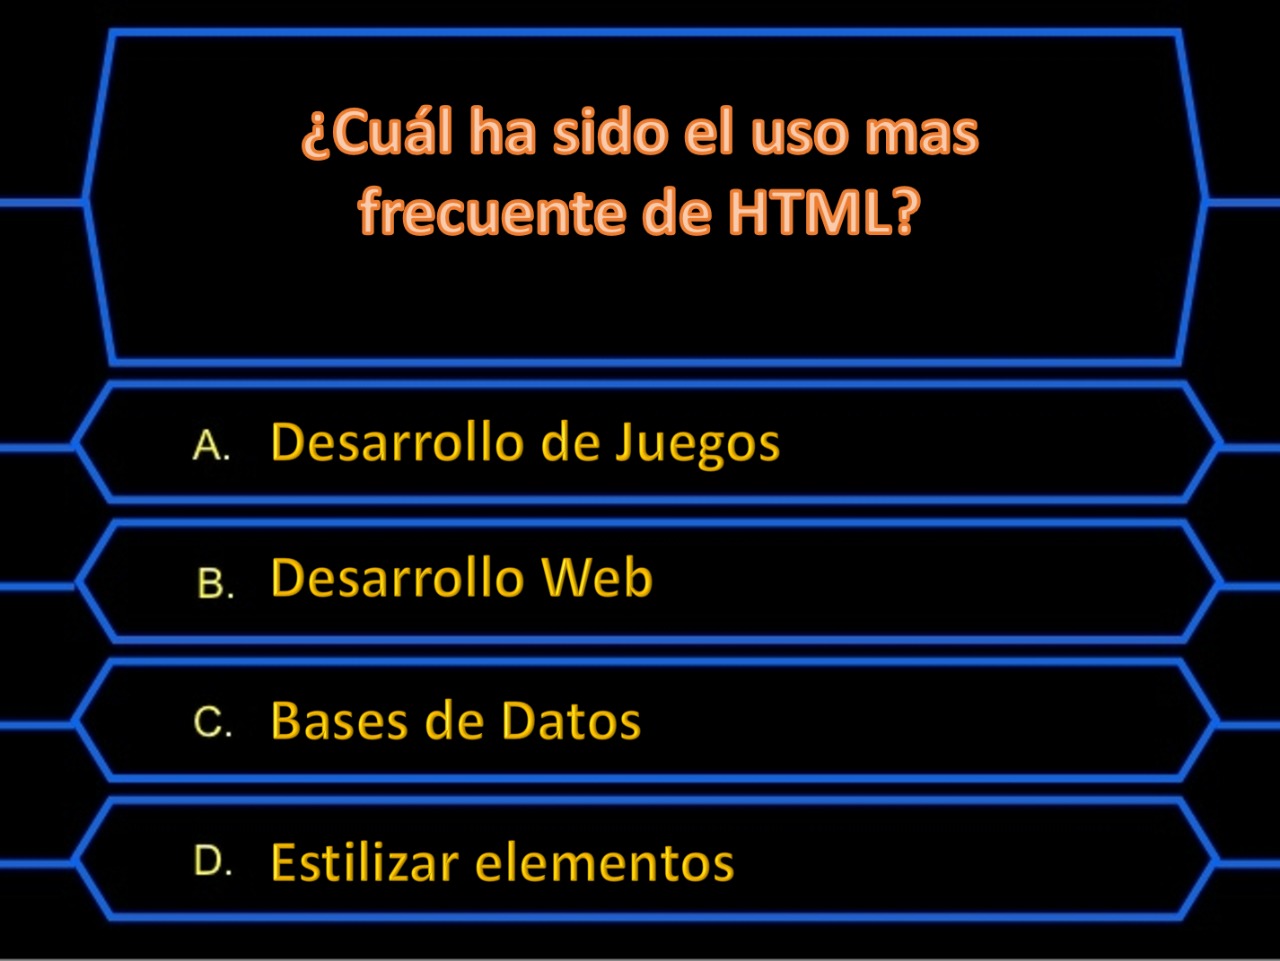 ¿Cuál ha sido el uso mas
frecuente de HTML?
A. Desarrollo de Juegos
B. Desarrollo Web
C. Bases de Datos
D. Estilizar elementos